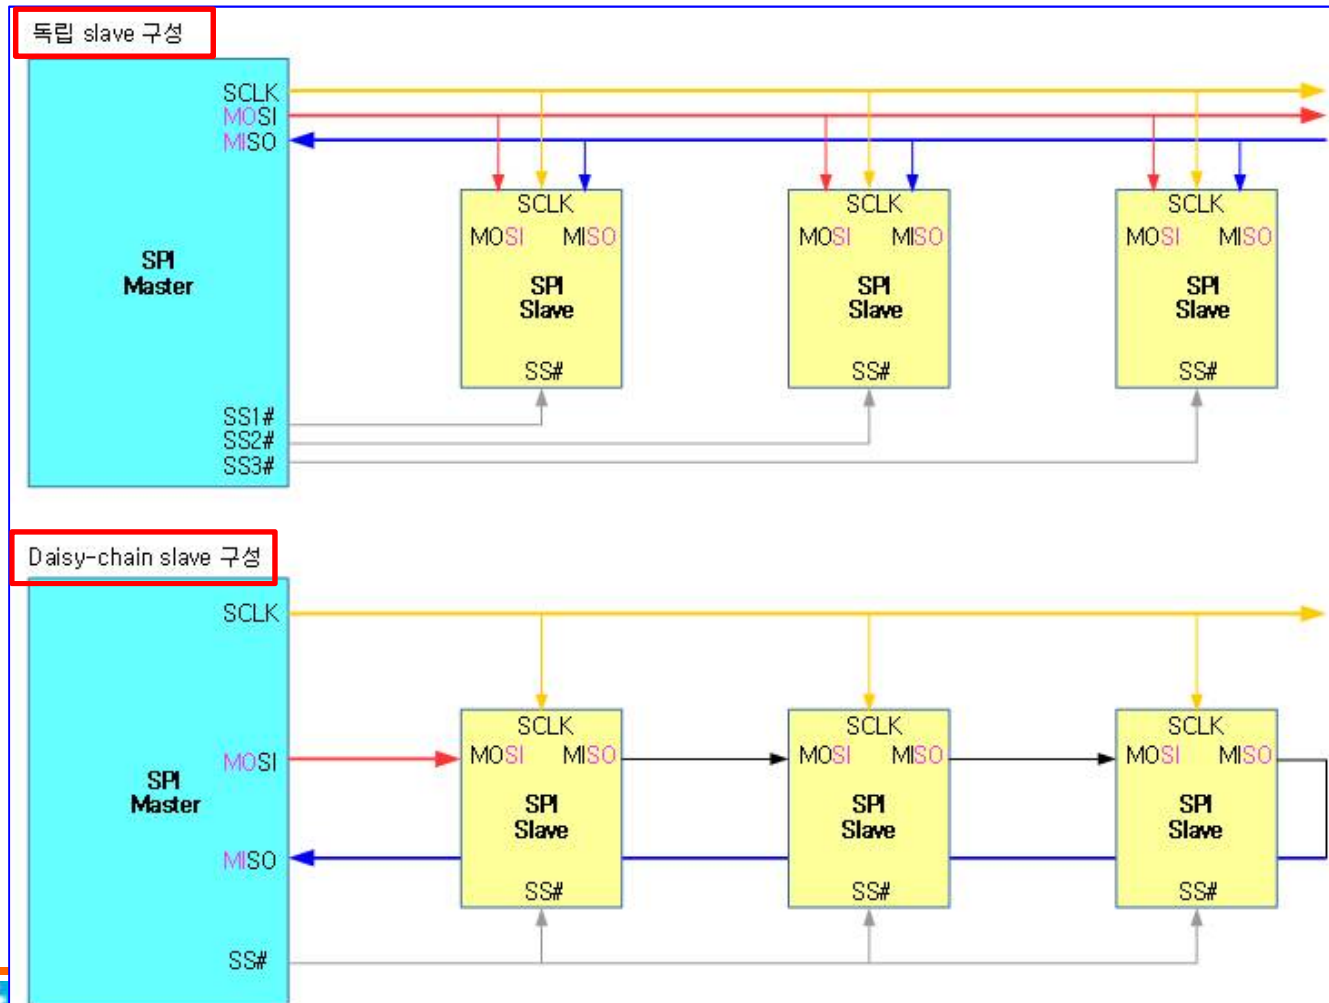 독립 slave 구성
SCLK
MOSI
MISO
SPI
Master
SS1#
SS2#
SS3#
SCLK
MOSI MISO
SPI
Slave
SS#
SCLK
MOSI MISO
SPI
Slave
SS#
SCLK
MOSI MISO
SPI
Slave
SS#
Daisy-chain slave 구성
SCLK
MOSI
SPI
Master
MISO
SS#
SCLK
MOSI MISO
SPI
Slave
SS#
SCLK
MOSI MISO
SPI
Slave
SS#
SCLK
MOSI MISO
SPI
Slave
SS#